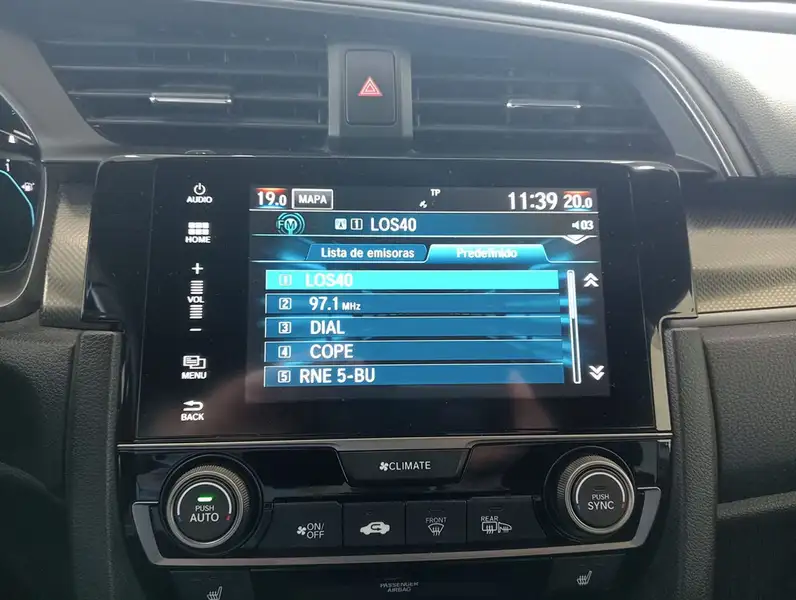 AUDIO
HOME
VOL
MENU
BACK
19.0 MAPA TP 11:39 20.0
FM A 1 LOS40 03
Lista de emisoras Predefinido
1 LOS40
2 97.1 MHz
3 DIAL
4 COPE
5 RNE 5-BU
CLIMATE
PUSH
AUTO
ON/
OFF
FRONT
REAR
PUSH
SYNC
PASSENGER
AIRBAG